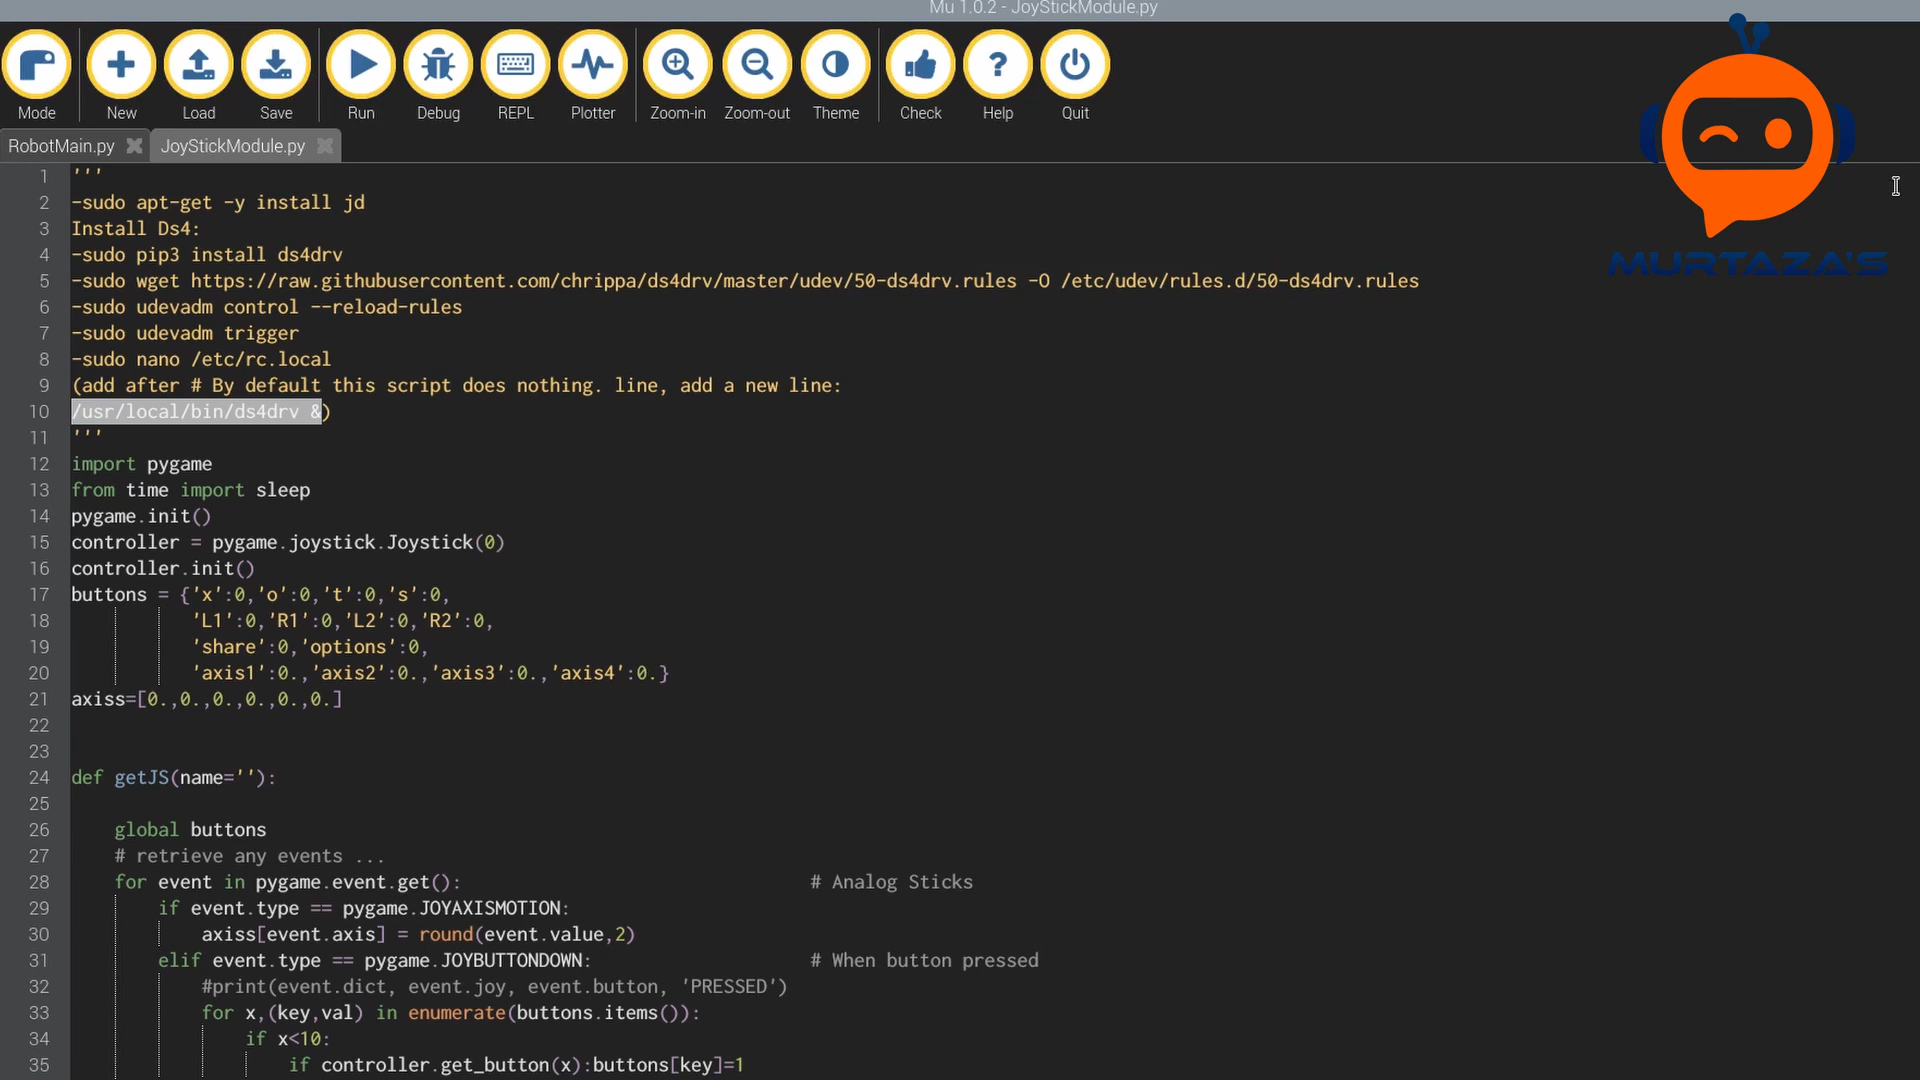 Mu 1.0.2 - JoyStickModule.py
Mode New Load Save Run Debug REPL Plotter Zoom-in Zoom-out Theme Check Help Quit
RobotMain.py JoyStickModule.py
MURTAZA'S
1 '''
2 -sudo apt-get -y install jd
3 Install Ds4:
4 -sudo pip3 install ds4drv
5 -sudo wget https://raw.githubusercontent.com/chrippa/ds4drv/master/udev/50-ds4drv.rules -O /etc/udev/rules.d/50-ds4drv.rules
6 -sudo udevadm control --reload-rules
7 -sudo udevadm trigger
8 -sudo nano /etc/rc.local
9 (add after # By default this script does nothing. line, add a new line:
10 /usr/local/bin/ds4drv &)
11 '''
12 import pygame
13 from time import sleep
14 pygame.init()
15 controller = pygame.joystick.Joystick(0)
16 controller.init()
17 buttons = {'x':0,'o':0,'t':0,'s':0,
18 'L1':0,'R1':0,'L2':0,'R2':0,
19 'share':0,'options':0,
20 'axis1':0.,'axis2':0.,'axis3':0.,'axis4':0.}
21 axiss=[0.,0.,0.,0.,0.,0.]
22
23
24 def getJS(name=''):
25
26 global buttons
27 # retrieve any events ...
28 for event in pygame.event.get(): # Analog Sticks
29 if event.type == pygame.JOYAXISMOTION:
30 axiss[event.axis] = round(event.value,2)
31 elif event.type == pygame.JOYBUTTONDOWN: # When button pressed
32 #print(event.dict, event.joy, event.button, 'PRESSED')
33 for x,(key,val) in enumerate(buttons.items()):
34 if x<10:
35 if controller.get_button(x):buttons[key]=1